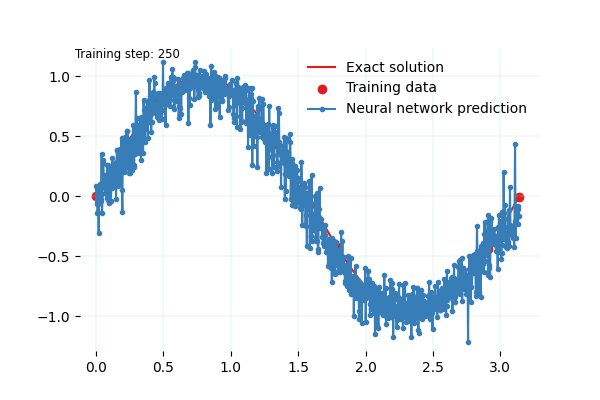 Training step: 250
Exact solution
Training data
Neural network prediction
1.0
0.5
0.0
−0.5
−1.0
0.0 0.5 1.0 1.5 2.0 2.5 3.0